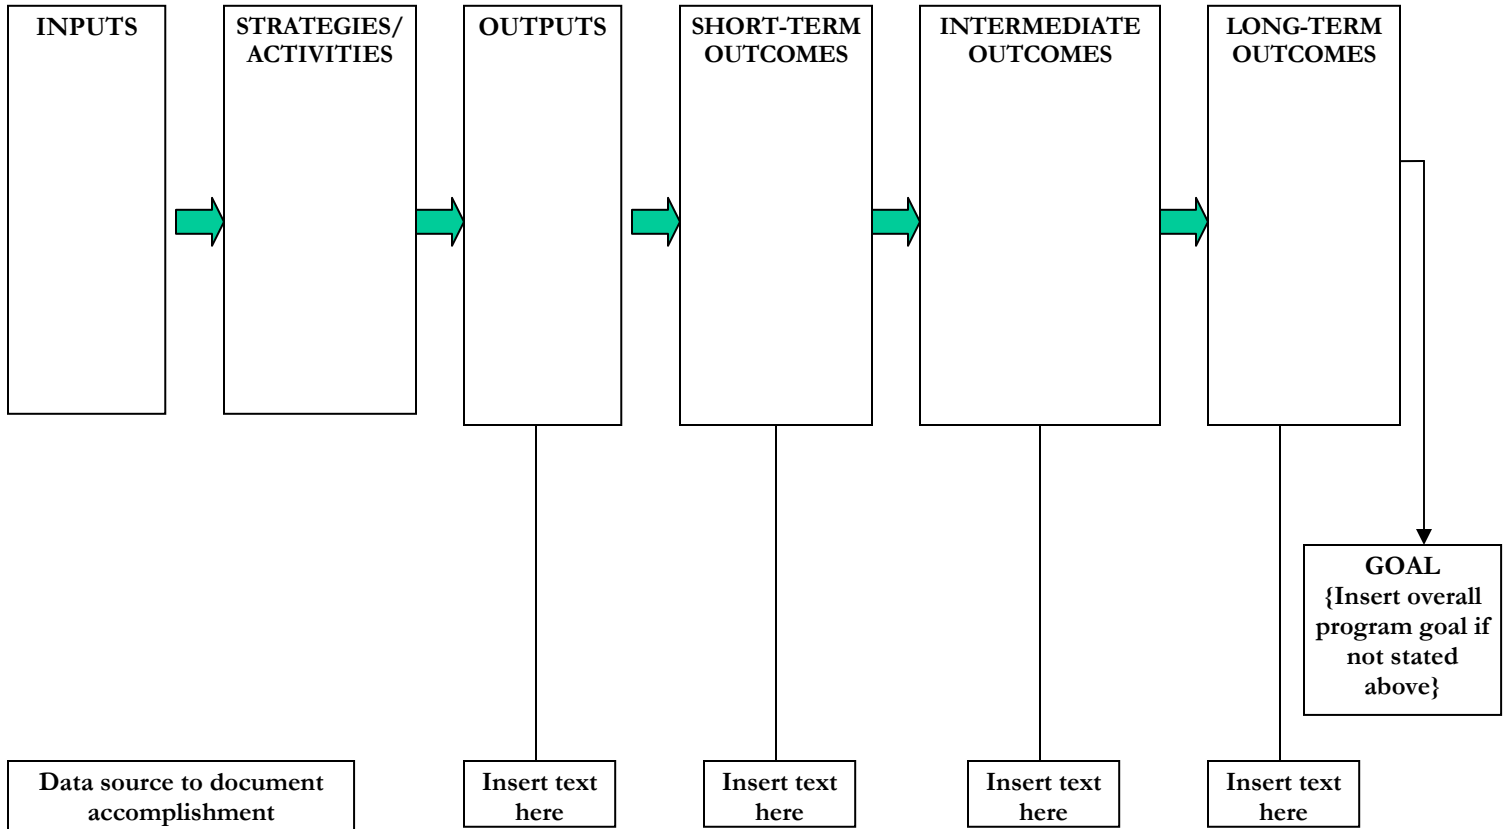 INPUTS
STRATEGIES/
ACTIVITIES
OUTPUTS
SHORT-TERM
OUTCOMES
INTERMEDIATE
OUTCOMES
LONG-TERM
OUTCOMES
GOAL
{Insert overall
program goal if
not stated
above}
Data source to document
accomplishment
Insert text
here
Insert text
here
Insert text
here
Insert text
here